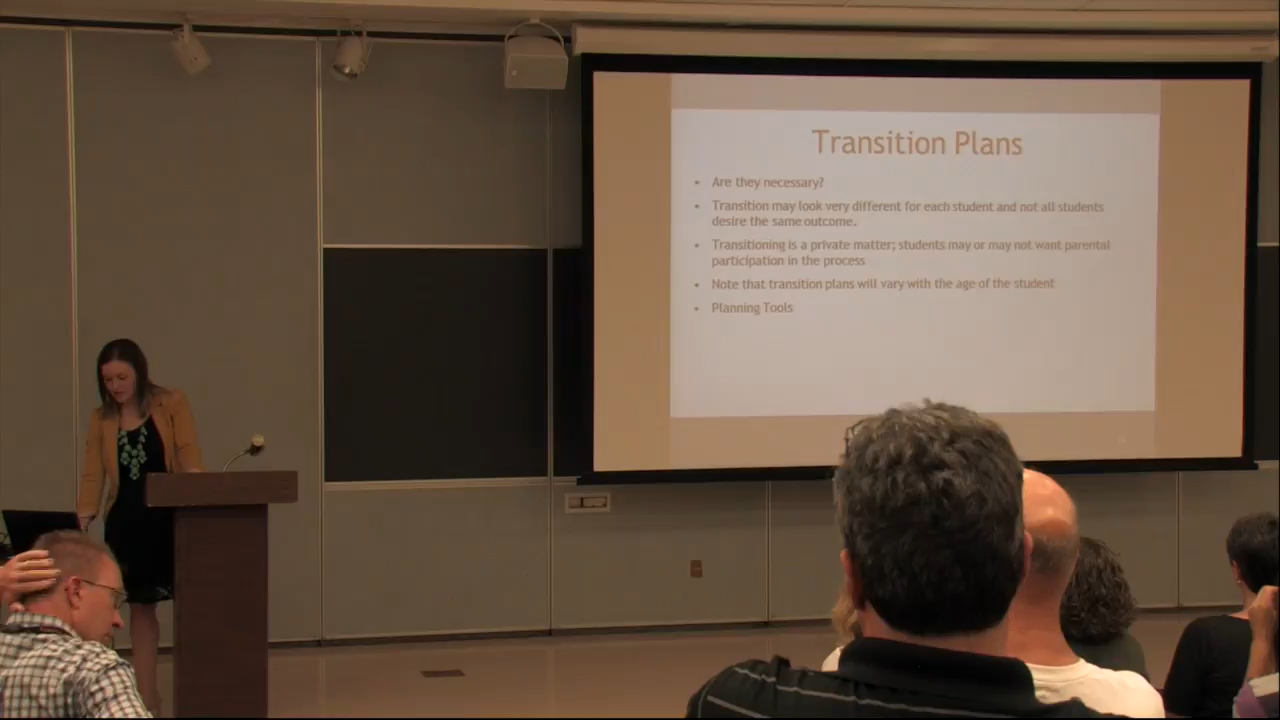 Transition Plans
• Are they necessary?
• Transition may look very different for each student and not all students
desire the same outcome.
• Transitioning is a private matter; students may or may not want parental
participation in the process
• Note that transition plans will vary with the age of the student
• Planning Tools